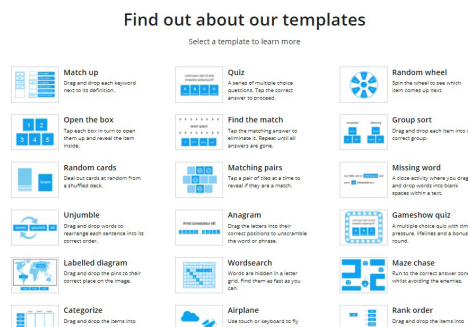 Find out about our templates
Select a template to learn more
Match up
Drag and drop each keyword
next to its definition.
Quiz
A series of multiple choice
questions. Tap the correct
answer to proceed.
Random wheel
Spin the wheel to see which
item comes up next.
Open the box
Tap each box in turn to open
them up and reveal the item
inside.
1 2
3 4 5
Find the match
Tap the matching answer to
eliminate it. Repeat until all
answers are gone.
Group sort
Drag and drop each item into
correct group.
Random cards
Deal out cards at random from
a shuffled deck.
Matching pairs
Tap a pair of tiles at a time to
reveal if they are a match.
Missing word
A cloze activity where you drag
and drop words into blank
spaces within a text.
Unjumble
Drag and drop words to
rearrange each sentence into its
correct order.
Anagram
Drag the letters into their
correct positions to unscramble
the word or phrase.
Gameshow quiz
A multiple choice quiz with
pressure, lifelines and a bonus
round.
Labelled diagram
Drag and drop the pins to their
correct place on the image.
Wordsearch
Words are hidden in a letter
grid. Find them as fast as you
can.
Maze chase
Run to the correct answer zone
whilst avoiding the enemies.
Categorize
Drag and drop the items into
Airplane
Use touch or keyboard to fly
Rank order
Drag and drop the items into